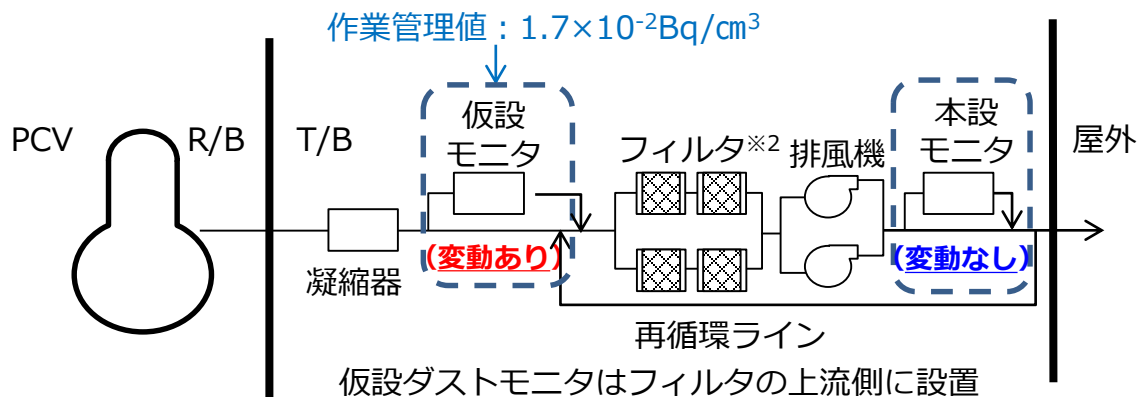 作業管理値：1.7×10⁻²Bq/㎝³
PCV
R/B
T/B
仮設
モニタ
フィルタ※2
排風機
本設
モニタ
屋外
凝縮器
（変動あり）
（変動なし）
再循環ライン
仮設ダストモニタはフィルタの上流側に設置